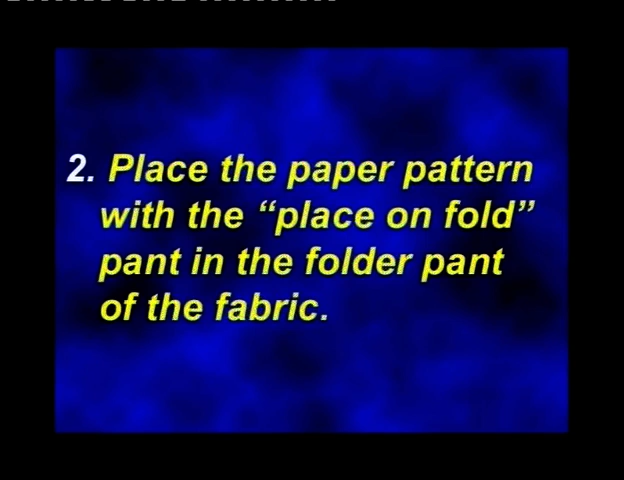 2. Place the paper pattern
with the “place on fold”
pant in the folder pant
of the fabric.